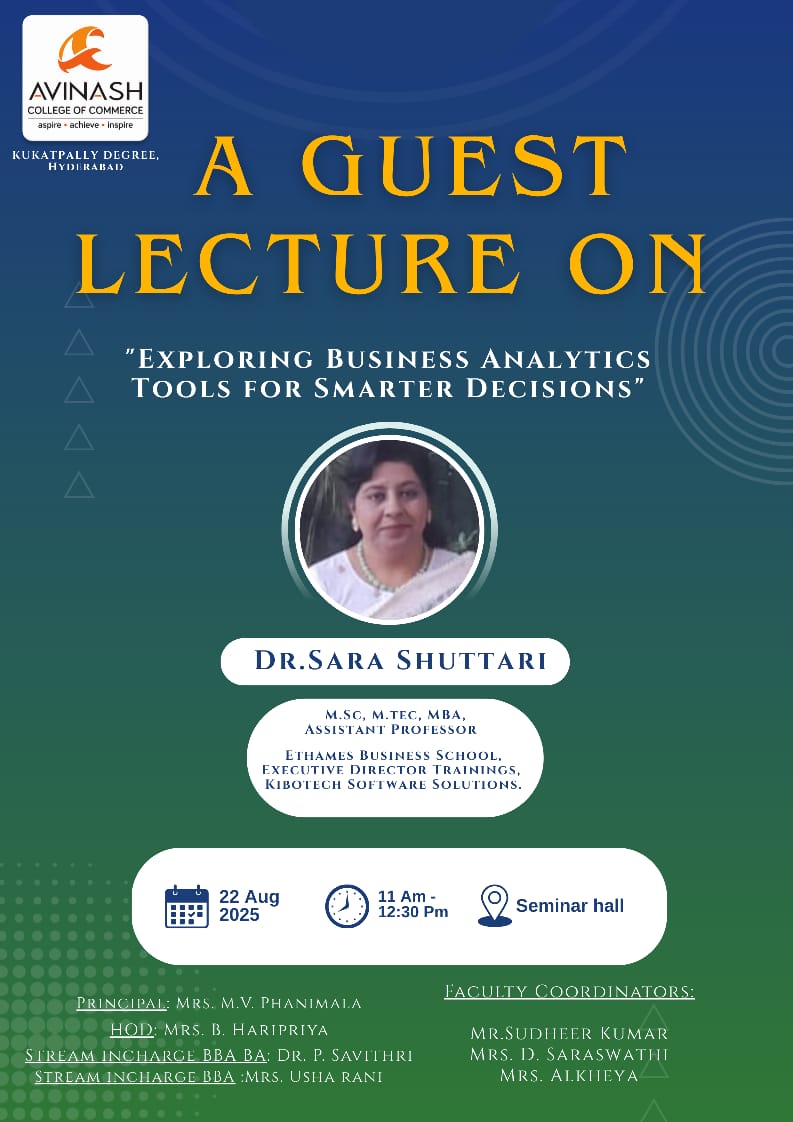 AVINASH
COLLEGE OF COMMERCE
aspire • achieve • inspire
KUKATPALLY DEGREE,
HYDERABAD
A GUEST
LECTURE ON
"EXPLORING BUSINESS ANALYTICS
TOOLS FOR SMARTER DECISIONS"
DR.SARA SHUTTARI
M.SC, M.TEC, MBA,
ASSISTANT PROFESSOR
ETHAMES BUSINESS SCHOOL,
EXECUTIVE DIRECTOR TRAININGS,
KIBOTECH SOFTWARE SOLUTIONS.
22 Aug
2025
11 Am -
12:30 Pm
Seminar hall
PRINCIPAL: MRS. M.V. PHANIMALA
HOD: MRS. B. HARIPRIYA
STREAM INCHARGE BBA BA: DR. P. SAVITHRI
STREAM INCHARGE BBA :MRS. USHA RANI
FACULTY COORDINATORS:
MR.SUDHEER KUMAR
MRS. D. SARASWATHI
MRS. ALKHEYA